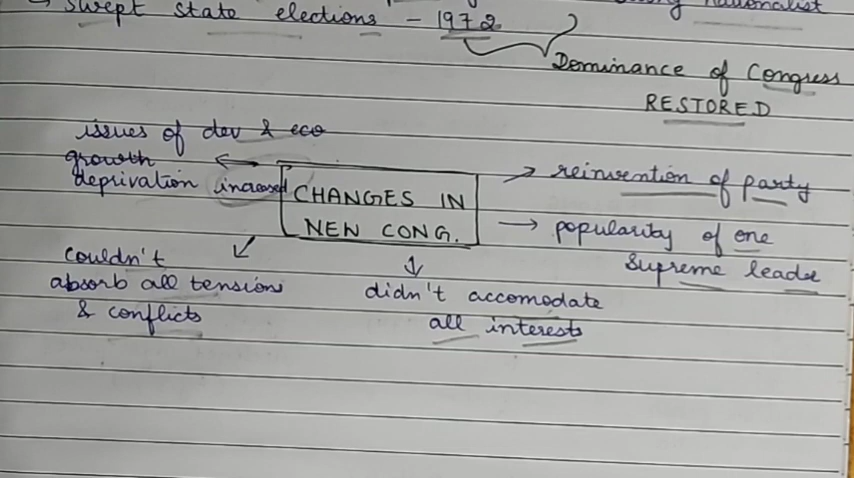 → swept state elections – 1972
nationalist
Dominance of Congress
RESTORED
issues of dev & eco
growth
deprivation increased
CHANGES IN
NEW CONG.
→ reinvention of party
→ popularity of one
supreme leader
couldn't
absorb all tensions
& conflicts
didn't accomodate
all interests